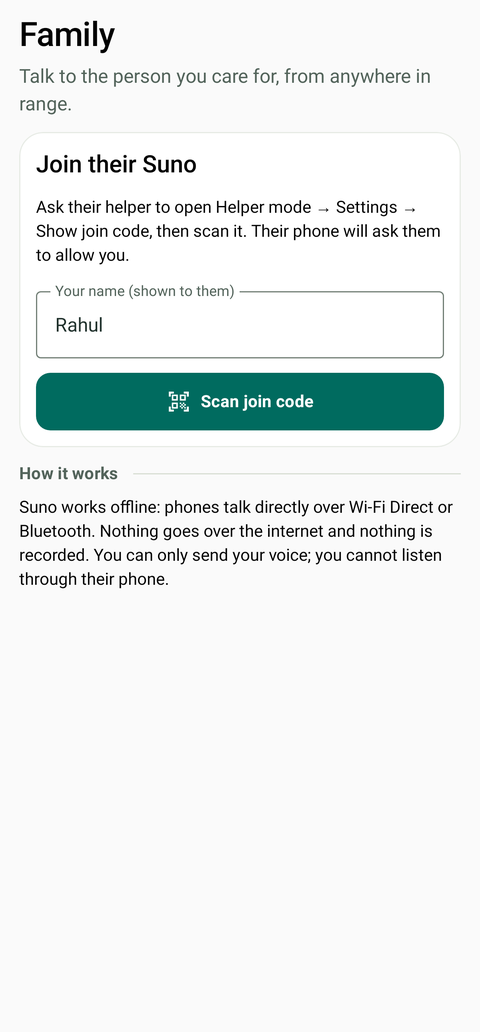 Family
Talk to the person you care for, from anywhere in
range.
Join their Suno
Ask their helper to open Helper mode → Settings →
Show join code, then scan it. Their phone will ask them
to allow you.
Your name (shown to them)
Rahul
Scan join code
How it works
Suno works offline: phones talk directly over Wi-Fi Direct or
Bluetooth. Nothing goes over the internet and nothing is
recorded. You can only send your voice; you cannot listen
through their phone.